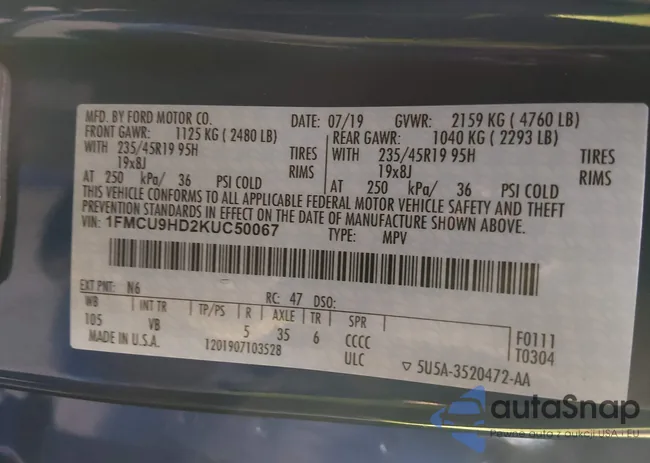 MFD. BY FORD MOTOR CO. DATE: 07/19 GVWR: 2159 KG ( 4760 LB)
FRONT GAWR: 1125 KG ( 2480 LB) REAR GAWR: 1040 KG ( 2293 LB)
WITH 235/45R19 95H TIRES WITH 235/45R19 95H TIRES
19x8J RIMS 19x8J RIMS
AT 250 kPa/ 36 PSI COLD AT 250 kPa/ 36 PSI COLD
THIS VEHICLE CONFORMS TO ALL APPLICABLE FEDERAL MOTOR VEHICLE SAFETY AND THEFT
PREVENTION STANDARDS IN EFFECT ON THE DATE OF MANUFACTURE SHOWN ABOVE.
VIN: 1FMCU9HD2KUC50067 TYPE: MPV
EXT PNT: N6 RC: 47 DSO:
WB INT TR TP/PS R AXLE TR SPR
105 VB 5 35 6 CCCC F0111
MADE IN U.S.A. 1201907103528 ULC T0304
▽ 5U5A-3520472-AA
autoSnap
Pewne auto z aukcji USA i EU